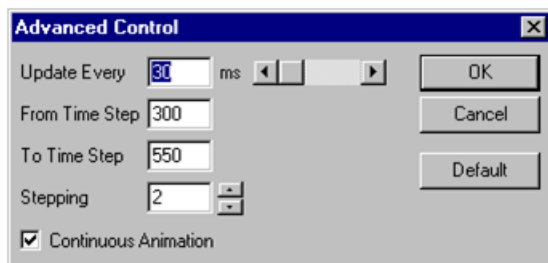 Advanced Control
Update Every 30 ms
OK
From Time Step 300
Cancel
To Time Step 550
Default
Stepping 2
Continuous Animation